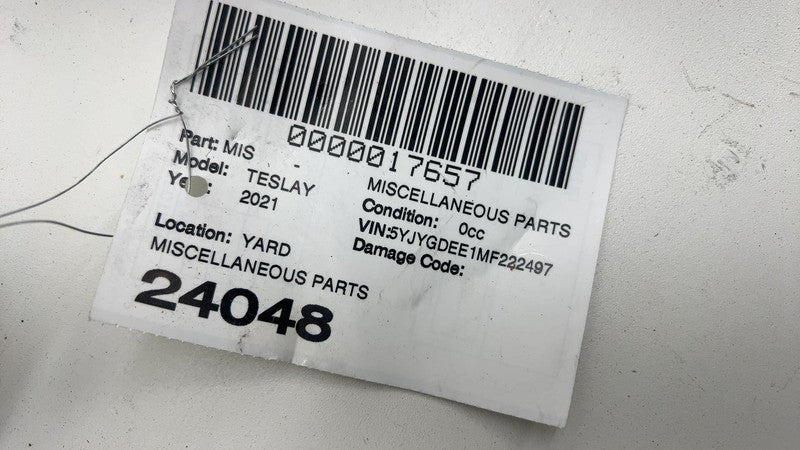 0000017657
Part: MIS - MISCELLANEOUS PARTS
Model: TESLAY Condition: 0cc
2021 VIN:5YJYGDEE1MF222497
Location: YARD Damage Code:
MISCELLANEOUS PARTS
24048